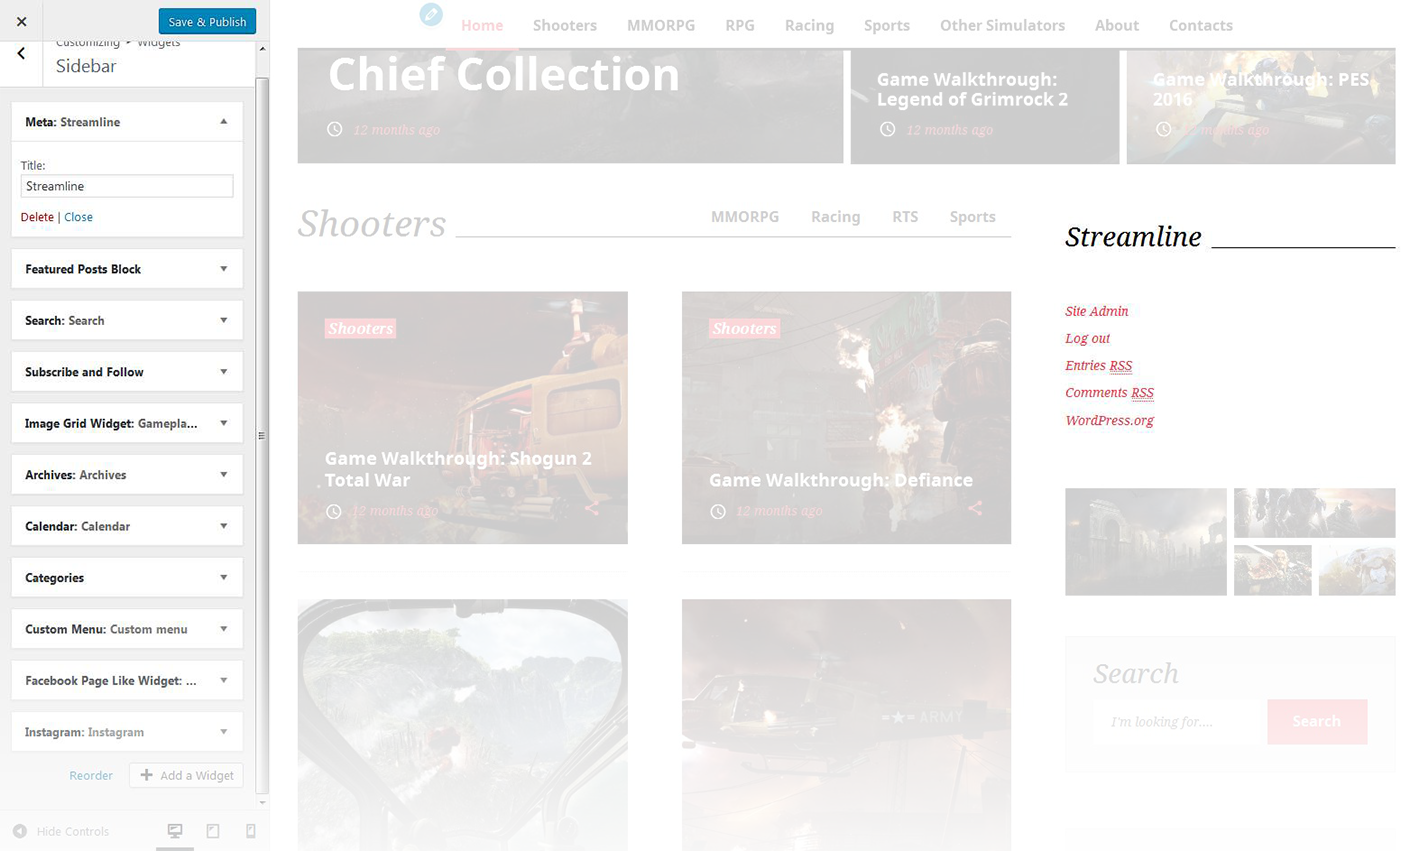 Save & Publish
Customizing ▸ Widgets
Sidebar
Meta: Streamline
Title:
Streamline
Delete | Close
Featured Posts Block
Search: Search
Subscribe and Follow
Image Grid Widget: Gamepla...
Archives: Archives
Calendar: Calendar
Categories
Custom Menu: Custom menu
Facebook Page Like Widget: ...
Instagram: Instagram
Reorder
Add a Widget
Hide Controls
Home Shooters MMORPG RPG Racing Sports Other Simulators About Contacts
Chief Collection
12 months ago
Game Walkthrough:
Legend of Grimrock 2
12 months ago
Game Walkthrough: PES
2016
12 months ago
Shooters
MMORPG Racing RTS Sports
Shooters
Game Walkthrough: Shogun 2
Total War
12 months ago
Shooters
Game Walkthrough: Defiance
12 months ago
ARMY
Streamline
Site Admin
Log out
Entries RSS
Comments RSS
WordPress.org
Search
I'm looking for....
Search